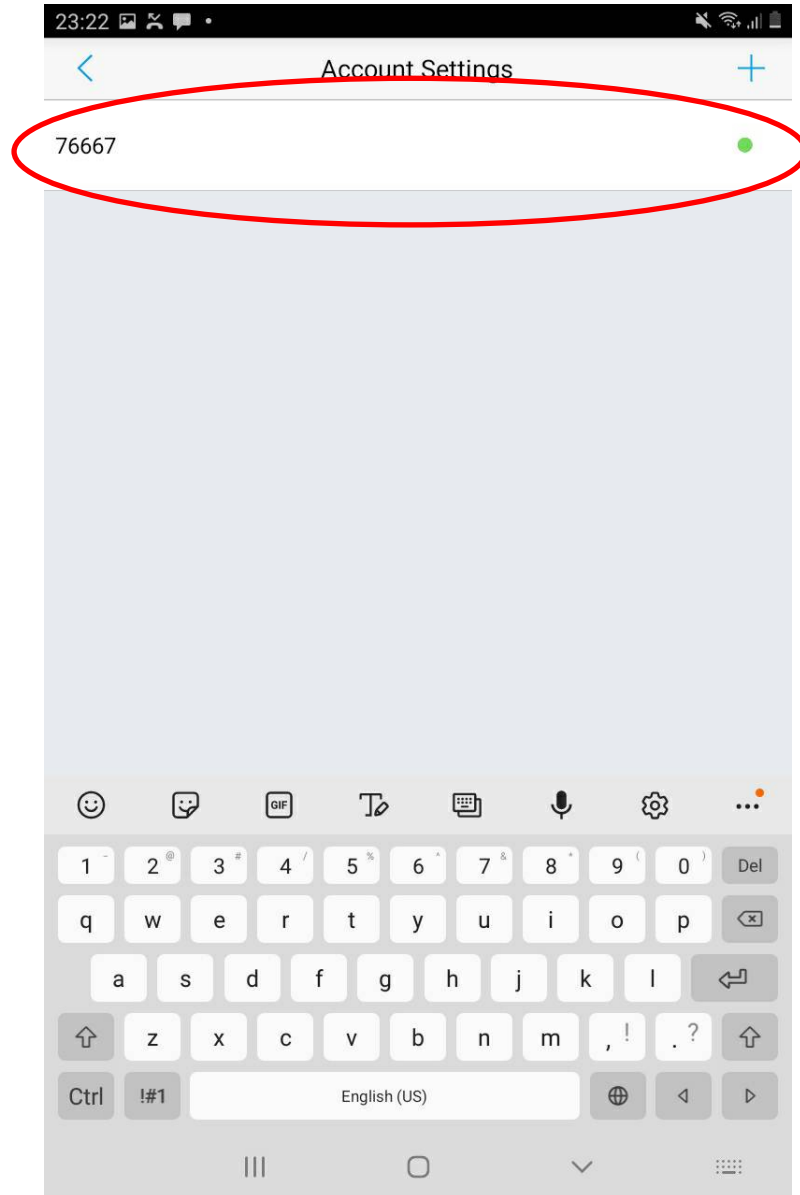 23:22
Account Settings
76667
GIF
1 - 2 @ 3 # 4 / 5 % 6 ^ 7 & 8 * 9 ( 0 ) Del
q w e r t y u i o p
a s d f g h j k l
z x c v b n m , ! . ?
Ctrl !#1 English (US)